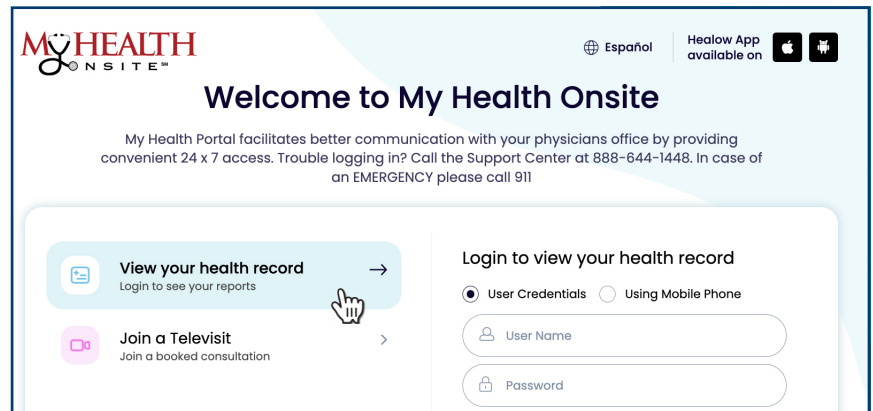 MYHEALTH
ONSITE℠
Español
Healow App
available on
Welcome to My Health Onsite
My Health Portal facilitates better communication with your physicians office by providing
convenient 24 x 7 access. Trouble logging in? Call the Support Center at 888-644-1448. In case of
an EMERGENCY please call 911
View your health record
Login to see your reports
Join a Televisit
Join a booked consultation
Login to view your health record
User Credentials
Using Mobile Phone
User Name
Password